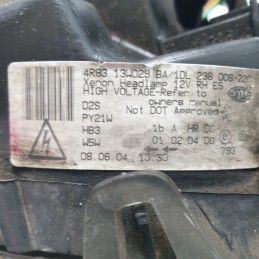 4R83 13W029 BA/1DL 238 008-22
Xenon Headlamp 12V RH ES
HIGH VOLTAGE-Refer to
owners manual
D2S Not DOT Approved
PY21W
HB3 1b A HR DC
W5W 01 02 04 00
08.06.04 13:30 793